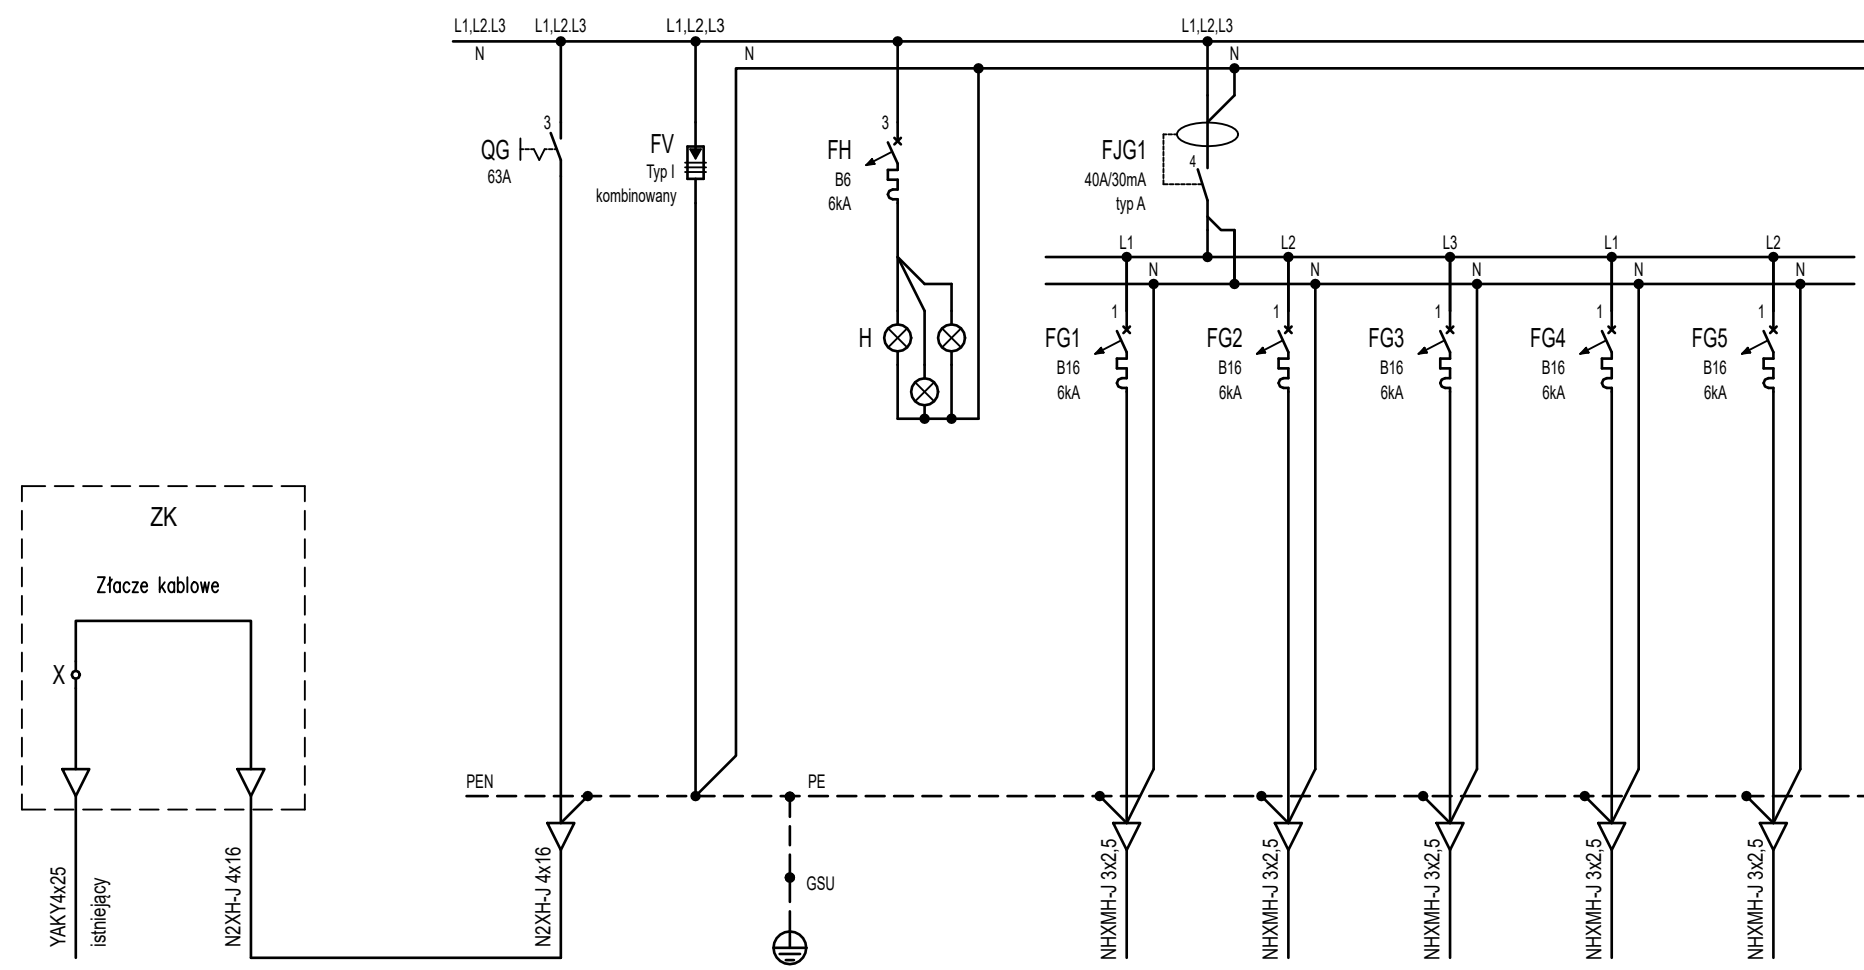 L1,L2.L3 L1,L2.L3 L1,L2,L3 L1,L2,L3
N N N
3
QG
63A
FV
Typ I
kombinowany
3
FH
B6
6kA
H
FJG1
40A/30mA
typ A
4
L1 L2 L3 L1 L2
N N N N N
1 1 1 1 1
FG1 FG2 FG3 FG4 FG5
B16 B16 B16 B16 B16
6kA 6kA 6kA 6kA 6kA
ZK
Złacze kablowe
X
PEN PE
GSU
YAKY4x25
istniejący
N2XH-J 4x16
N2XH-J 4x16
NHXMH-J 3x2,5
NHXMH-J 3x2,5
NHXMH-J 3x2,5
NHXMH-J 3x2,5
NHXMH-J 3x2,5